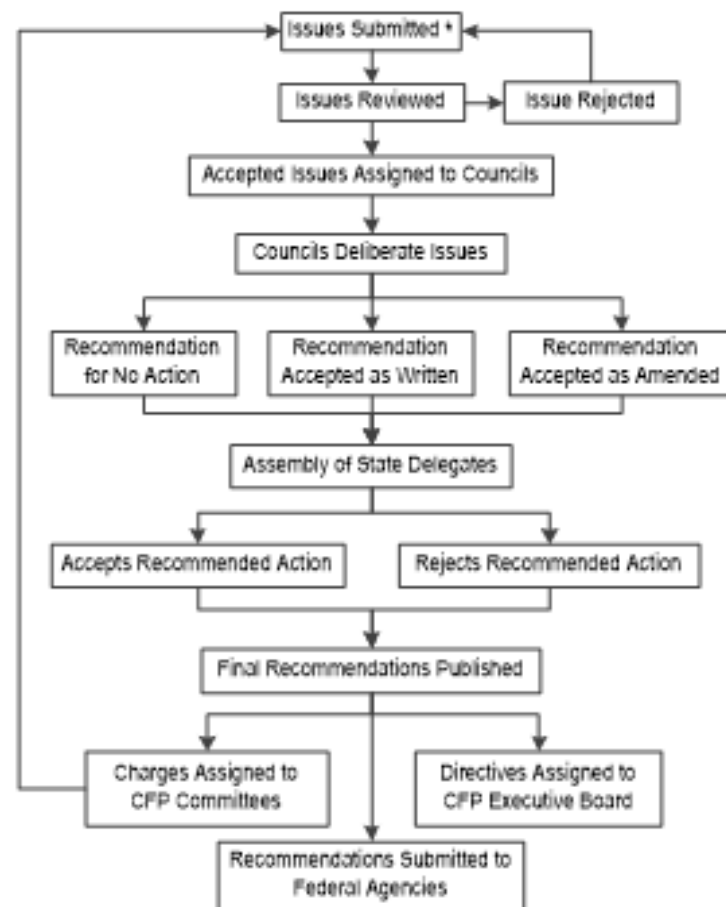 Issues Submitted *
Issues Reviewed
Issue Rejected
Accepted Issues Assigned to Councils
Councils Deliberate Issues
Recommendation
for No Action
Recommendation
Accepted as Written
Recommendation
Accepted as Amended
Assembly of State Delegates
Accepts Recommended Action
Rejects Recommended Action
Final Recommendations Published
Charges Assigned to
CFP Committees
Directives Assigned to
CFP Executive Board
Recommendations Submitted to
Federal Agencies